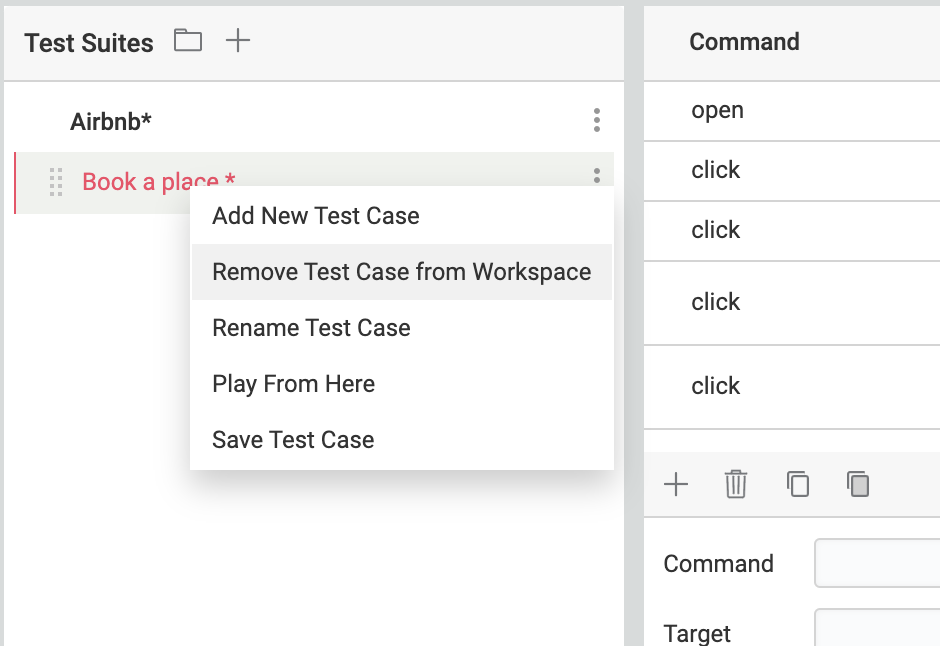 Test Suites
Airbnb*
Book a place *
Add New Test Case
Remove Test Case from Workspace
Rename Test Case
Play From Here
Save Test Case
Command
open
click
click
click
click
Command
Target